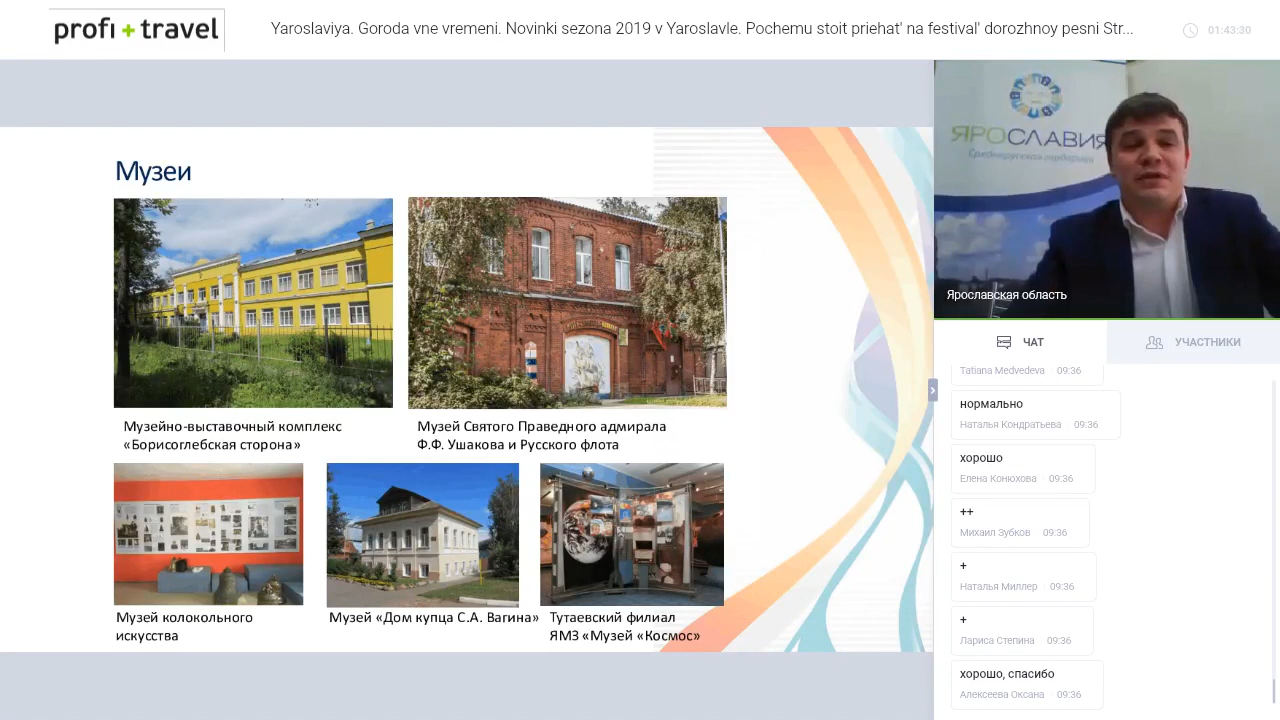 profi + travel
Yaroslaviya. Goroda vne vremeni. Novinki sezona 2019 v Yaroslavle. Pochemu stoit priehat' na festival' dorozhnoy pesni Str...
01:43:30
Музеи
Музейно-выставочный комплекс
«Борисоглебская сторона»
Музей Святого Праведного адмирала
Ф.Ф. Ушакова и Русского флота
Музей колокольного
искусства
Музей «Дом купца С.А. Вагина»
Тутаевский филиал
ЯМЗ «Музей «Космос»
ЯРОСЛАВИЯ
Ярославская область
ЧАТ
УЧАСТНИКИ
Tatiana Medvedeva 09:36
нормально
Наталья Кондратьева 09:36
хорошо
Елена Конюхова 09:36
++
Михаил Зубков 09:36
+
Наталья Миллер 09:36
+
Лариса Степина 09:36
хорошо, спасибо
Алексеева Оксана 09:36